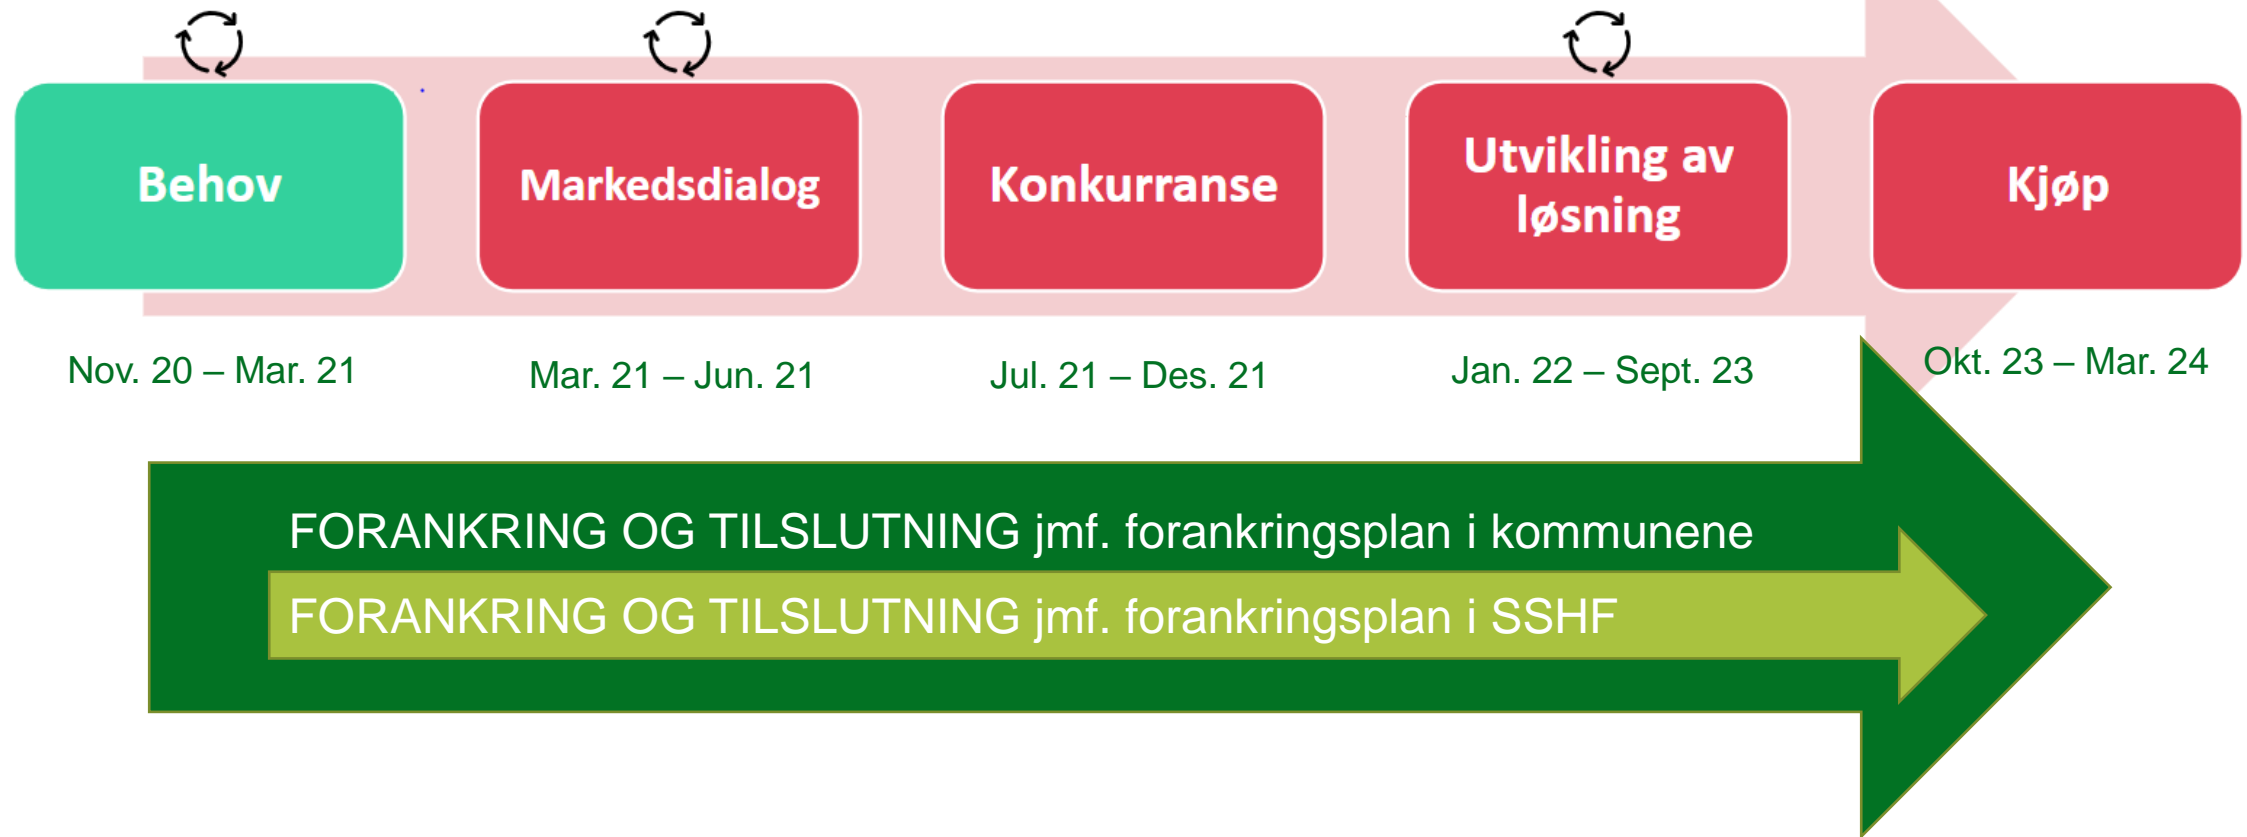 Behov
Markedsdialog
Konkurranse
Utvikling av
løsning
Kjøp
Nov. 20 – Mar. 21
Mar. 21 – Jun. 21
Jul. 21 – Des. 21
Jan. 22 – Sept. 23
Okt. 23 – Mar. 24
FORANKRING OG TILSLUTNING jmf. forankringsplan i kommunene
FORANKRING OG TILSLUTNING jmf. forankringsplan i SSHF